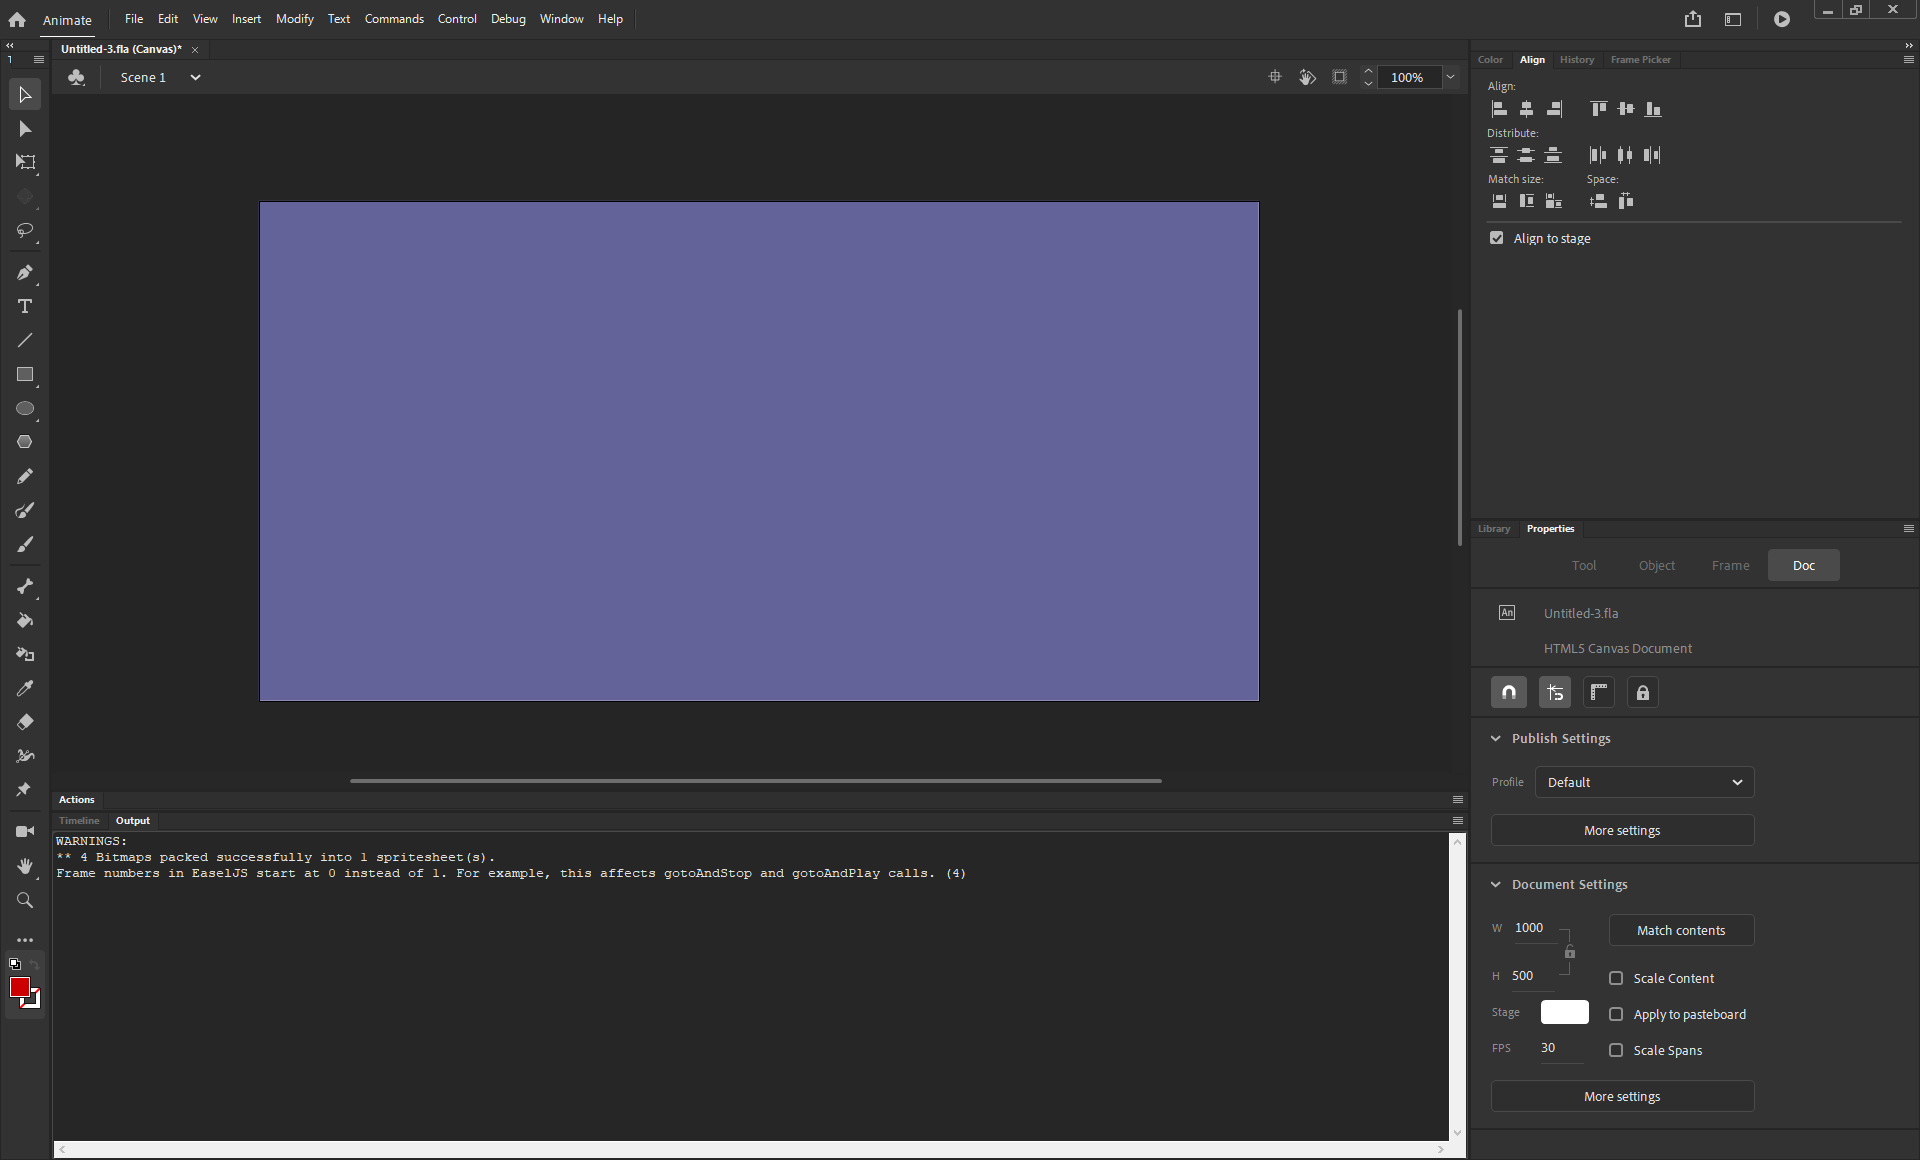 Animate File Edit View Insert Modify Text Commands Control Debug Window Help
Untitled-3.fla (Canvas)*
Scene 1
100%
Color Align History Frame Picker
Align:
Distribute:
Match size: Space:
Align to stage
Library Properties
Tool Object Frame Doc
An Untitled-3.fla
HTML5 Canvas Document
Publish Settings
Profile Default
More settings
Document Settings
W 1000 Match contents
H 500 Scale Content
Stage Apply to pasteboard
FPS 30 Scale Spans
More settings
Actions
Timeline Output
WARNINGS:
** 4 Bitmaps packed successfully into 1 spritesheet(s).
Frame numbers in EaselJS start at 0 instead of 1. For example, this affects gotoAndStop and gotoAndPlay calls. (4)